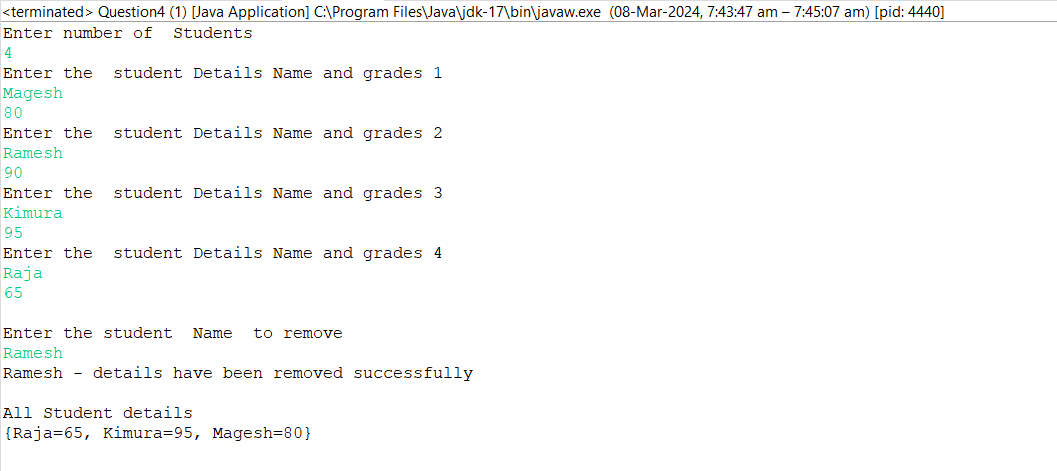 <terminated> Question4 (1) [Java Application] C:\Program Files\Java\jdk-17\bin\javaw.exe  (08-Mar-2024, 7:43:47 am – 7:45:07 am) [pid: 4440]
Enter number of  Students
4
Enter the  student Details Name and grades 1
Magesh
80
Enter the  student Details Name and grades 2
Ramesh
90
Enter the  student Details Name and grades 3
Kimura
95
Enter the  student Details Name and grades 4
Raja
65
Enter the student  Name  to remove
Ramesh
Ramesh - details have been removed successfully
All Student details
{Raja=65, Kimura=95, Magesh=80}